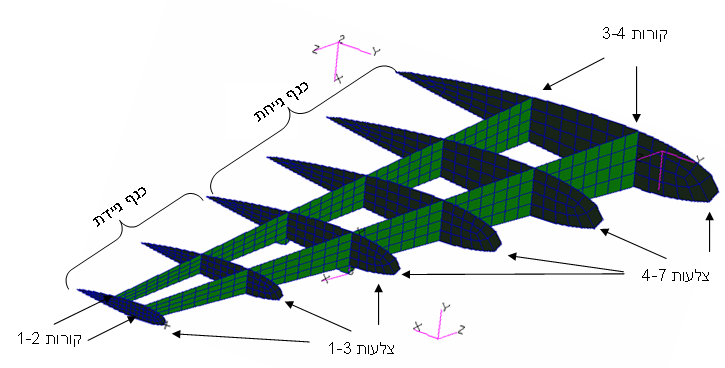 קורות 3-4
כנף נייחת
כנף ניידת
צלעות 4-7
צלעות 1-3
קורות 1-2
Z
Z
Y
X
Y
X
Y
X
Z